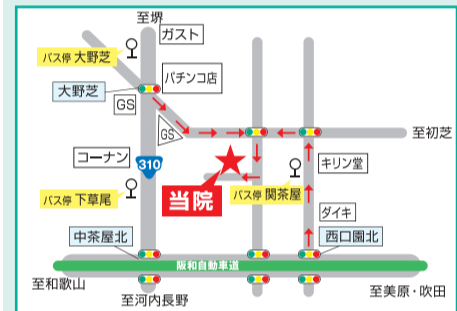 至堺
ガスト
バス停 大野芝
パチンコ店
大野芝
GS
GS
至初芝
コーナン
310
キリン堂
バス停 下草尾
当院
バス停 関茶屋
ダイキ
中茶屋北
西口園北
阪和自動車道
至和歌山
至河内長野
至美原・吹田